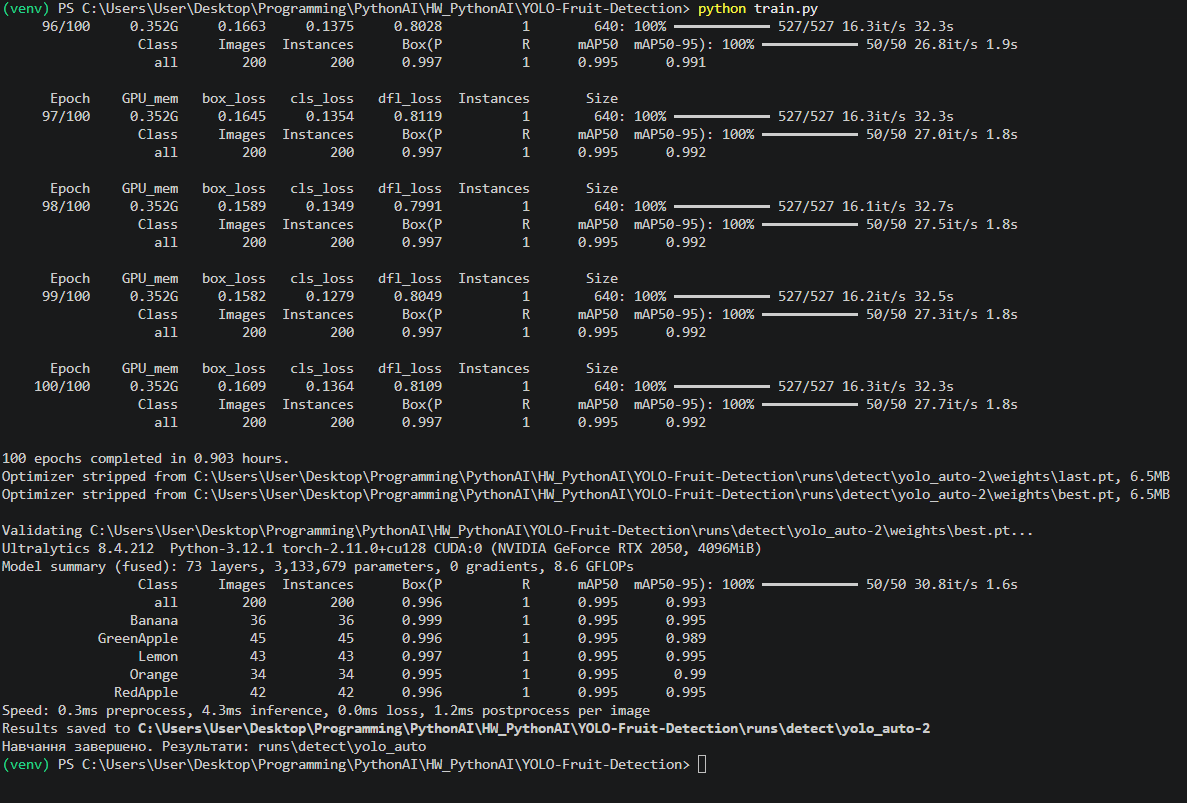 (venv) PS C:\Users\User\Desktop\Programming\PythonAI\HW_PythonAI\YOLO-Fruit-Detection> python train.py
96/100 0.352G 0.1663 0.1375 0.8028 1 640: 100% ━━━━━━━━━━━━ 527/527 16.3it/s 32.3s
Class Images Instances Box(P R mAP50 mAP50-95): 100% ━━━━━━━━━━━━ 50/50 26.8it/s 1.9s
all 200 200 0.997 1 0.995 0.991
Epoch GPU_mem box_loss cls_loss dfl_loss Instances Size
97/100 0.352G 0.1645 0.1354 0.8119 1 640: 100% ━━━━━━━━━━━━ 527/527 16.3it/s 32.3s
Class Images Instances Box(P R mAP50 mAP50-95): 100% ━━━━━━━━━━━━ 50/50 27.0it/s 1.8s
all 200 200 0.997 1 0.995 0.992
Epoch GPU_mem box_loss cls_loss dfl_loss Instances Size
98/100 0.352G 0.1589 0.1349 0.7991 1 640: 100% ━━━━━━━━━━━━ 527/527 16.1it/s 32.7s
Class Images Instances Box(P R mAP50 mAP50-95): 100% ━━━━━━━━━━━━ 50/50 27.5it/s 1.8s
all 200 200 0.997 1 0.995 0.992
Epoch GPU_mem box_loss cls_loss dfl_loss Instances Size
99/100 0.352G 0.1582 0.1279 0.8049 1 640: 100% ━━━━━━━━━━━━ 527/527 16.2it/s 32.5s
Class Images Instances Box(P R mAP50 mAP50-95): 100% ━━━━━━━━━━━━ 50/50 27.3it/s 1.8s
all 200 200 0.997 1 0.995 0.992
Epoch GPU_mem box_loss cls_loss dfl_loss Instances Size
100/100 0.352G 0.1609 0.1364 0.8109 1 640: 100% ━━━━━━━━━━━━ 527/527 16.3it/s 32.3s
Class Images Instances Box(P R mAP50 mAP50-95): 100% ━━━━━━━━━━━━ 50/50 27.7it/s 1.8s
all 200 200 0.997 1 0.995 0.992
100 epochs completed in 0.903 hours.
Optimizer stripped from C:\Users\User\Desktop\Programming\PythonAI\HW_PythonAI\YOLO-Fruit-Detection\runs\detect\yolo_auto-2\weights\last.pt, 6.5MB
Optimizer stripped from C:\Users\User\Desktop\Programming\PythonAI\HW_PythonAI\YOLO-Fruit-Detection\runs\detect\yolo_auto-2\weights\best.pt, 6.5MB
Validating C:\Users\User\Desktop\Programming\PythonAI\HW_PythonAI\YOLO-Fruit-Detection\runs\detect\yolo_auto-2\weights\best.pt...
Ultralytics 8.4.212 Python-3.12.1 torch-2.11.0+cu128 CUDA:0 (NVIDIA GeForce RTX 2050, 4096MiB)
Model summary (fused): 73 layers, 3,133,679 parameters, 0 gradients, 8.6 GFLOPs
Class Images Instances Box(P R mAP50 mAP50-95): 100% ━━━━━━━━━━━━ 50/50 30.8it/s 1.6s
all 200 200 0.996 1 0.995 0.993
Banana 36 36 0.999 1 0.995 0.995
GreenApple 45 45 0.996 1 0.995 0.989
Lemon 43 43 0.997 1 0.995 0.995
Orange 34 34 0.995 1 0.995 0.99
RedApple 42 42 0.996 1 0.995 0.995
Speed: 0.3ms preprocess, 4.3ms inference, 0.0ms loss, 1.2ms postprocess per image
Results saved to C:\Users\User\Desktop\Programming\PythonAI\HW_PythonAI\YOLO-Fruit-Detection\runs\detect\yolo_auto-2
Навчання завершено. Результати: runs\detect\yolo_auto
(venv) PS C:\Users\User\Desktop\Programming\PythonAI\HW_PythonAI\YOLO-Fruit-Detection>